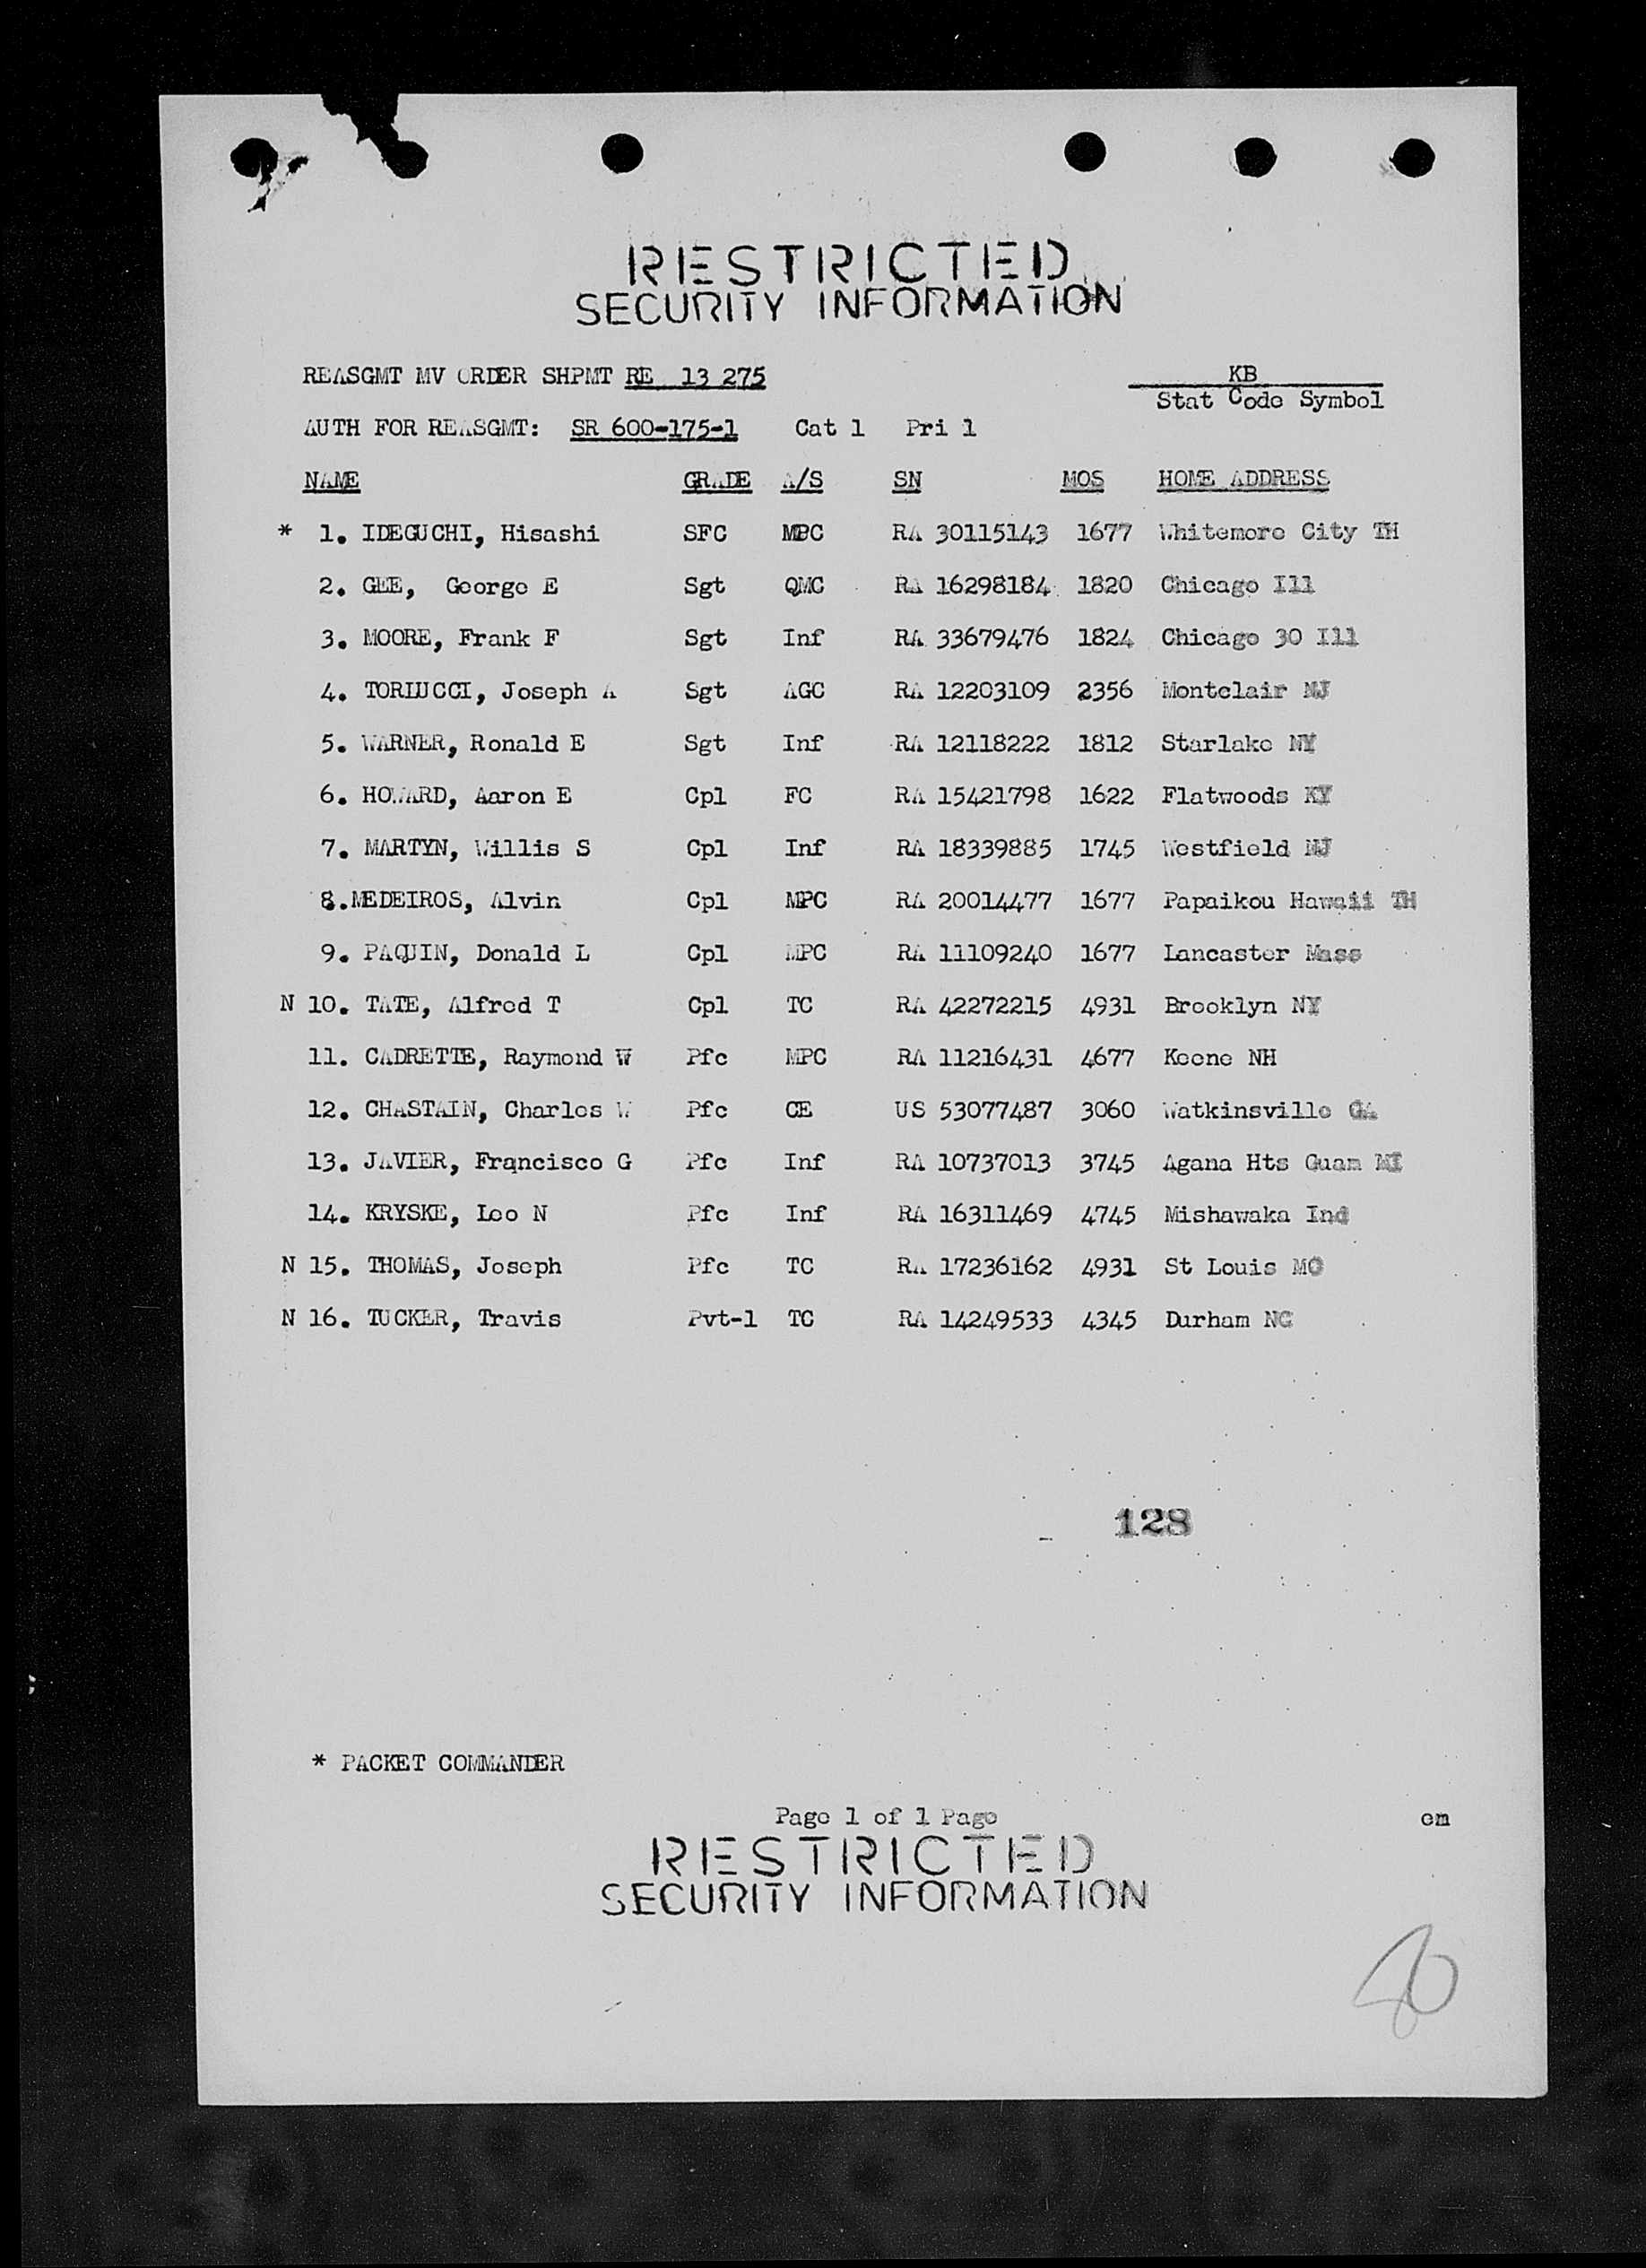 RESTRICTED
SECURITY INFORMATION
REASGMT MV ORDER SHPMT RE 13 275 KB
Stat Code Symbol
AUTH FOR REASGMT: SR 600-175-1 Cat 1 Pri 1
NAME GRADE A/S SN MOS HOME ADDRESS
* 1. IDEGUCHI, Hisashi SFC MPC RA 30115143 1677 Whitemore City TH
2. GEE, George E Sgt QMC RA 16298184 1820 Chicago Ill
3. MOORE, Frank F Sgt Inf RA 33679476 1824 Chicago 30 Ill
4. TORLUCCI, Joseph A Sgt AGC RA 12203109 2356 Montclair NJ
5. WARNER, Ronald E Sgt Inf RA 12118222 1812 Starlake NY
6. HOWARD, Aaron E Cpl FC RA 15421798 1622 Flatwoods KY
7. MARTYN, Willis S Cpl Inf RA 18339885 1745 Westfield NJ
8.MEDEIROS, Alvin Cpl MPC RA 20014477 1677 Papaikou Hawaii TH
9. PAQUIN, Donald L Cpl MPC RA 11109240 1677 Lancaster Mass
N 10. TATE, Alfred T Cpl TC RA 42272215 4931 Brooklyn NY
11. CADRETTE, Raymond W Pfc MPC RA 11216431 4677 Keene NH
12. CHASTAIN, Charles W Pfc CE US 53077487 3060 Watkinsville GA
13. JAVIER, Francisco G Pfc Inf RA 10737013 3745 Agana Hts Guam MI
14. KRYSKE, Leo N Pfc Inf RA 16311469 4745 Mishawaka Ind
N 15. THOMAS, Joseph Pfc TC RA 17236162 4931 St Louis MO
N 16. TUCKER, Travis Pvt-1 TC RA 14249533 4345 Durham NC
128
* PACKET COMMANDER
Page 1 of 1 Page em
RESTRICTED
SECURITY INFORMATION